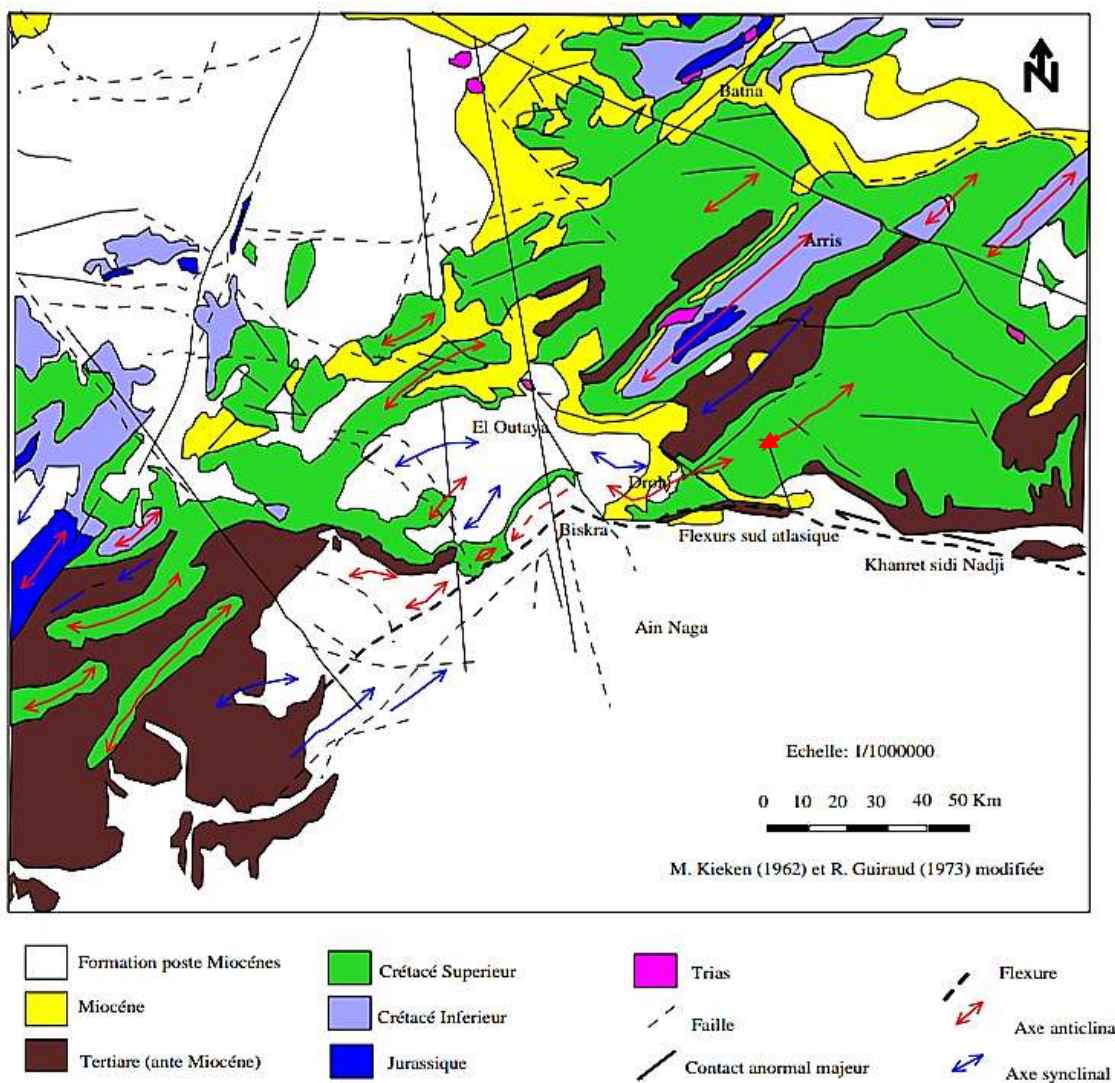 N
Batna
Arris
El Outaya
Droh
Biskra
Flexurs sud atlasique
Khanret sidi Nadji
Ain Naga
Echelle: 1/1000000
0 10 20 30 40 50 Km
M. Kieken (1962) et R. Guiraud (1973) modifiée
Formation poste Miocénes
Crétacé Superieur
Trias
Flexure
Miocéne
Crétacé Inferieur
Faille
Axe anticlina
Tertiare (ante Miocéne)
Jurassique
Contact anormal majeur
Axe synclinal